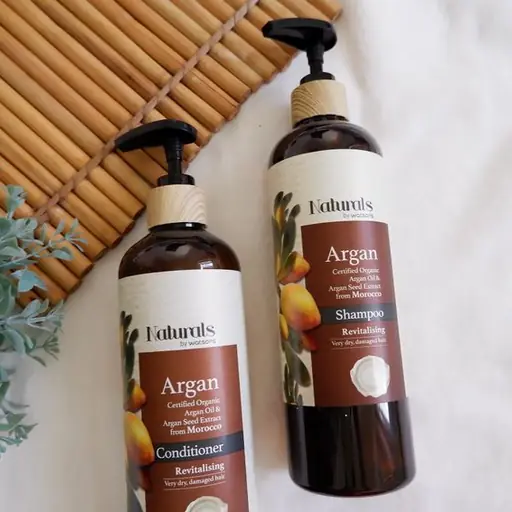 Naturals
by watsons
Argan
Certified Organic
Argan Oil &
Argan Seed Extract
from Morocco
Conditioner
Revitalising
Very dry, damaged hair
Naturals
by watsons
Argan
Certified Organic
Argan Oil &
Argan Seed Extract
from Morocco
Shampoo
Revitalising
Very dry, damaged hair